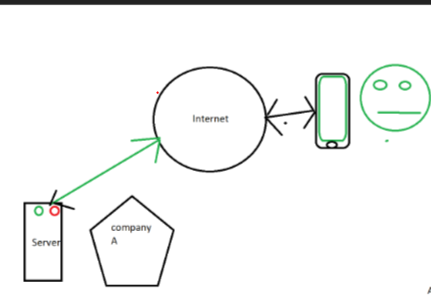 Internet
company
A
Server
A